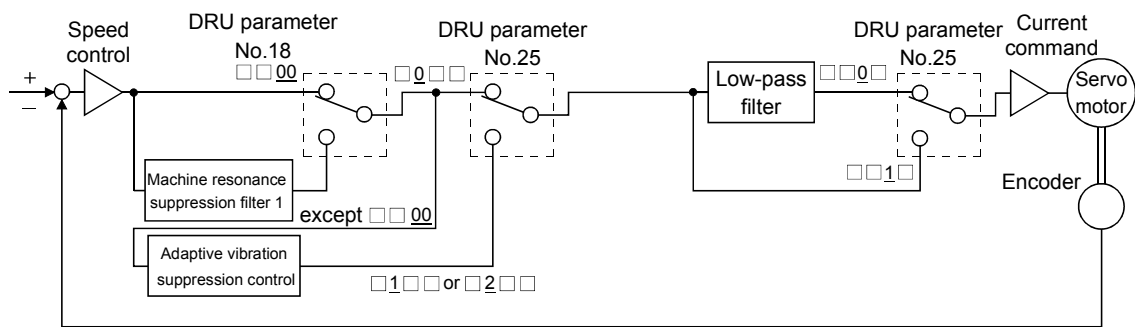 Speed
control
DRU parameter
No.18
□□00
DRU parameter
No.25
□0□□
DRU parameter
No.25
□□0□
Current
command
Low-pass
filter
Servo
motor
+
−
Machine resonance
suppression filter 1
except □□00
□□1□
Encoder
Adaptive vibration
suppression control
□1□□ or □2□□